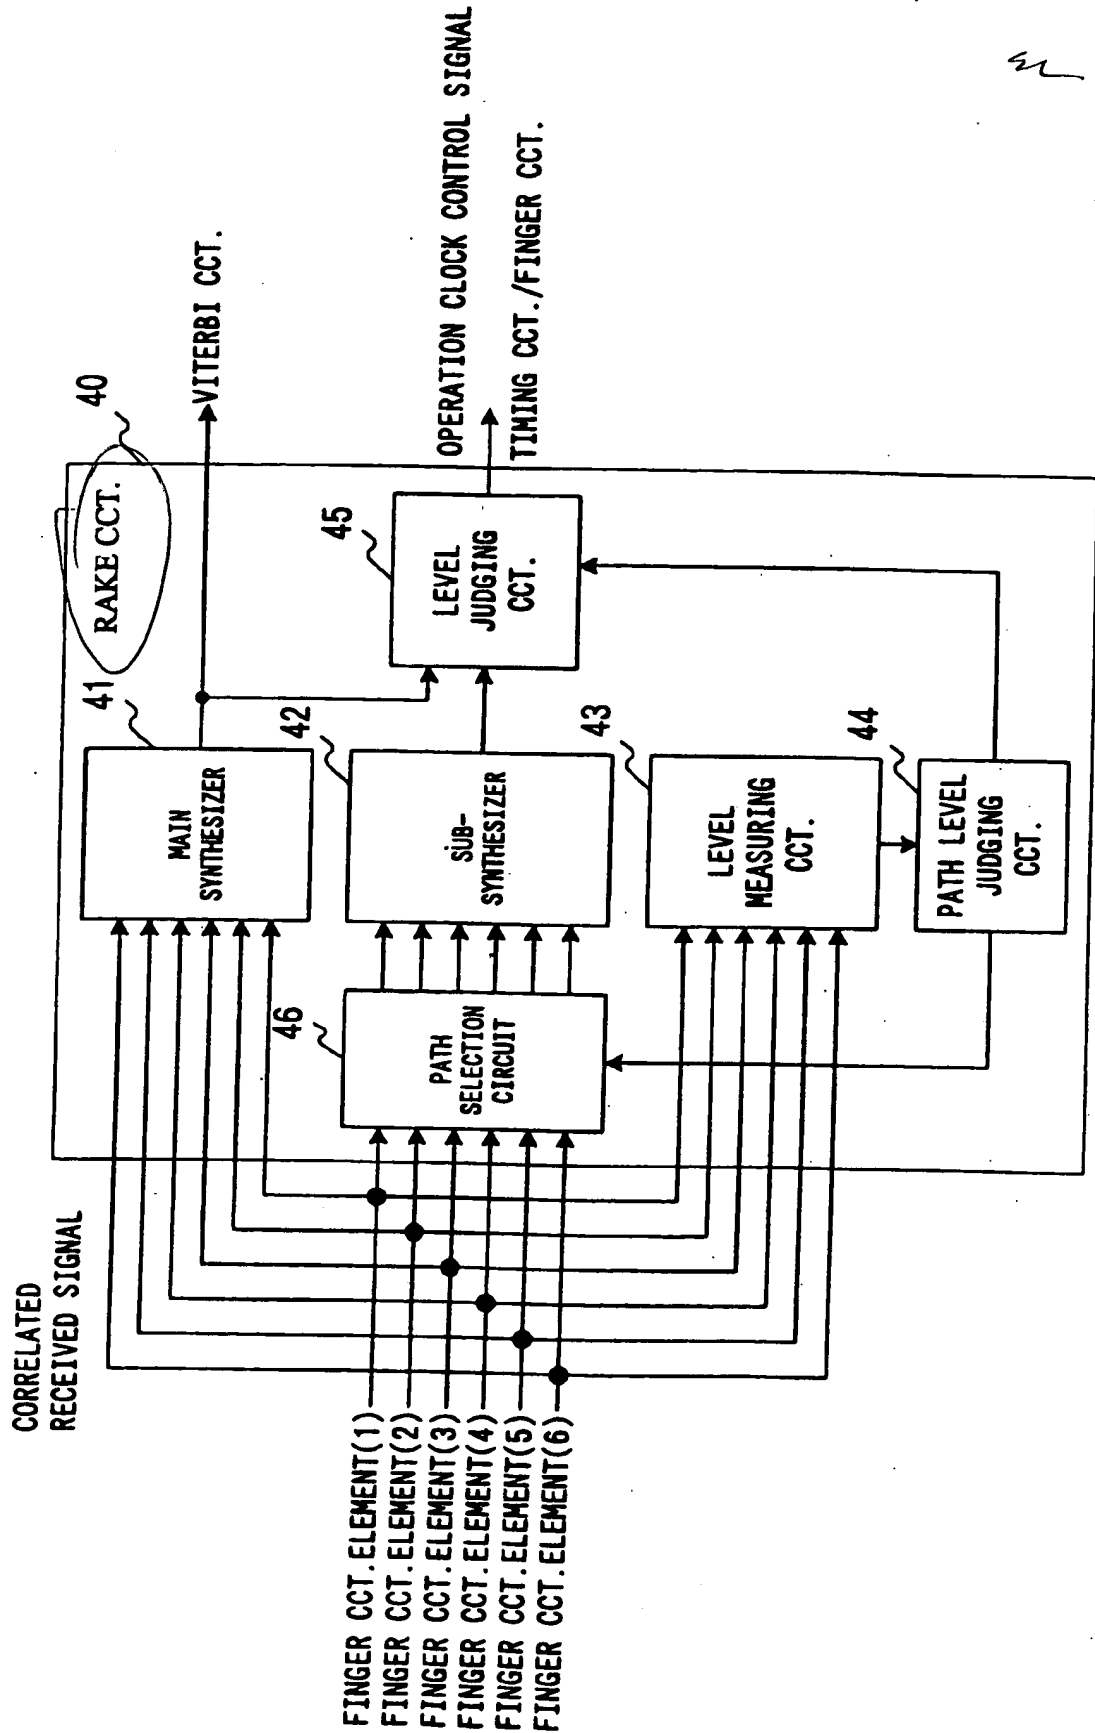 CORRELATED
RECEIVED SIGNAL
FINGER CCT.ELEMENT(1)
FINGER CCT.ELEMENT(2)
FINGER CCT.ELEMENT(3)
FINGER CCT.ELEMENT(4)
FINGER CCT.ELEMENT(5)
FINGER CCT.ELEMENT(6)
RAKE CCT.
40
41
MAIN
SYNTHESIZER
VITERBI CCT.
46
PATH
SELECTION
CIRCUIT
42
SUB-
SYNTHESIZER
45
LEVEL
JUDGING
CCT.
OPERATION CLOCK CONTROL SIGNAL
TIMING CCT./FINGER CCT.
43
LEVEL
MEASURING
CCT.
44
PATH LEVEL
JUDGING
CCT.